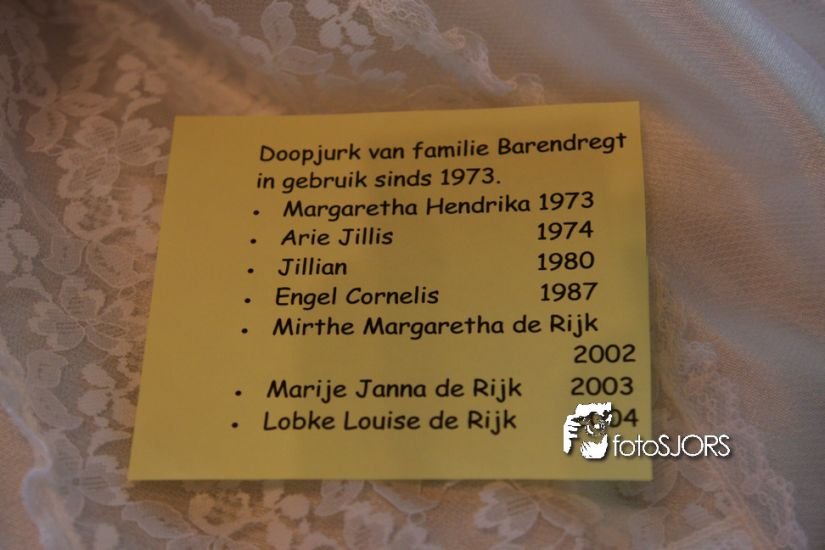 Doopjurk van familie Barendregt
in gebruik sinds 1973.
• Margaretha Hendrika 1973
• Arie Jillis 1974
• Jillian 1980
• Engel Cornelis 1987
• Mirthe Margaretha de Rijk
2002
• Marije Janna de Rijk 2003
• Lobke Louise de Rijk
fotoSJORS